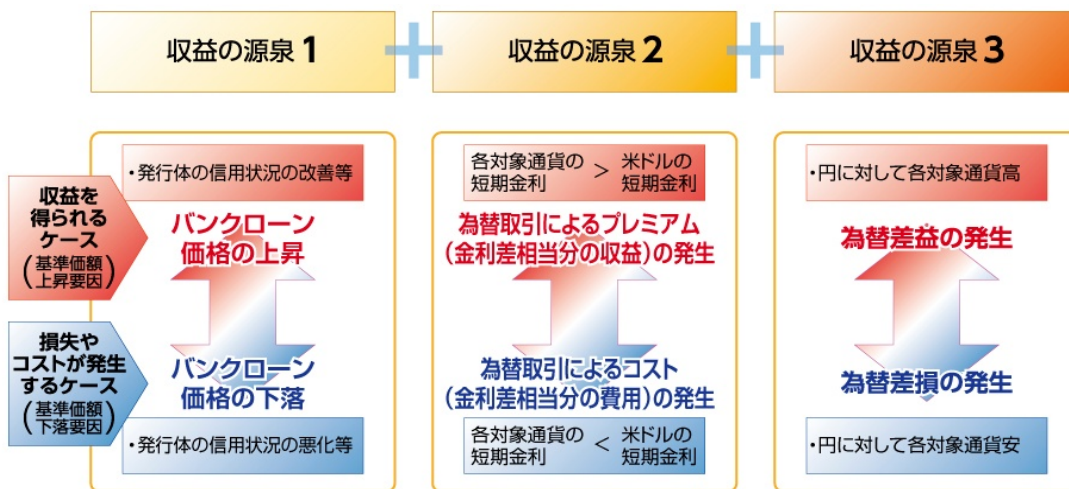 収益の源泉 1
+
収益の源泉 2
+
収益の源泉 3
収益を
得られる
ケース
(基準価額
上昇要因)
・発行体の信用状況の改善等
バンクローン
価格の上昇
各対象通貨の
短期金利
>
米ドルの
短期金利
為替取引によるプレミアム
(金利差相当分の収益)の発生
・円に対して各対象通貨高
為替差益の発生
損失や
コストが発生
するケース
(基準価額
下落要因)
バンクローン
価格の下落
・発行体の信用状況の悪化等
為替取引によるコスト
(金利差相当分の費用)の発生
各対象通貨の
短期金利
<
米ドルの
短期金利
為替差損の発生
・円に対して各対象通貨安